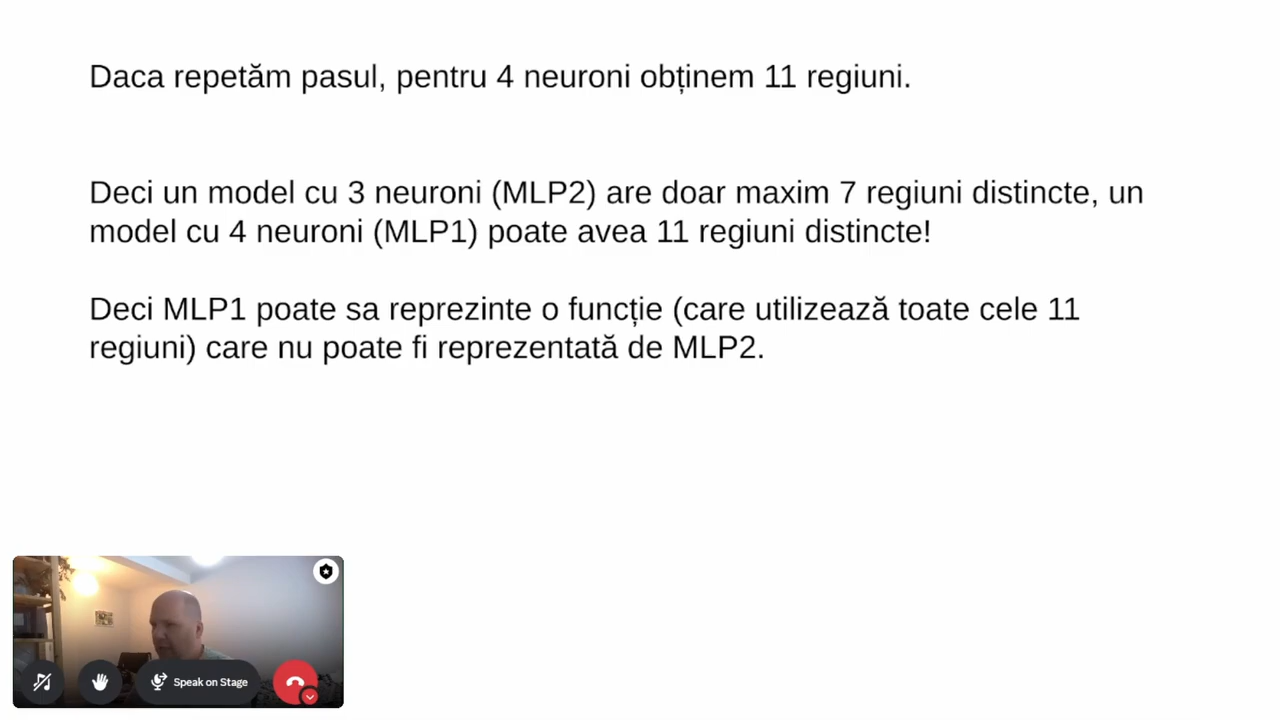 Daca repetăm pasul, pentru 4 neuroni obținem 11 regiuni.
Deci un model cu 3 neuroni (MLP2) are doar maxim 7 regiuni distincte, un
model cu 4 neuroni (MLP1) poate avea 11 regiuni distincte!
Deci MLP1 poate sa reprezinte o funcție (care utilizează toate cele 11
regiuni) care nu poate fi reprezentată de MLP2.
Speak on Stage